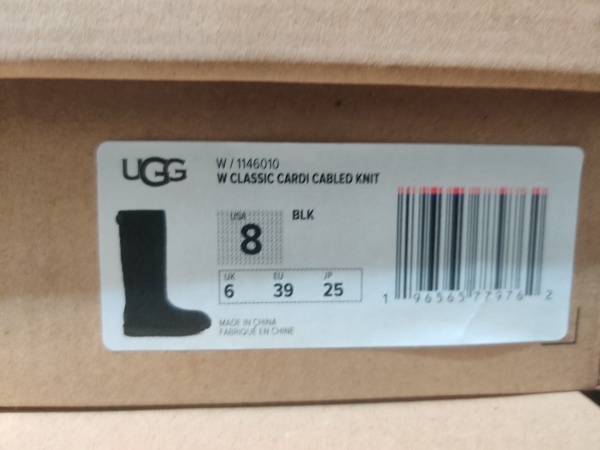 UGG
W / 1146010
W CLASSIC CARDI CABLED KNIT
USA
8
BLK
UK EU JP
6 39 25
MADE IN CHINA
FABRIQUÉ EN CHINE
1 96565 77976 2